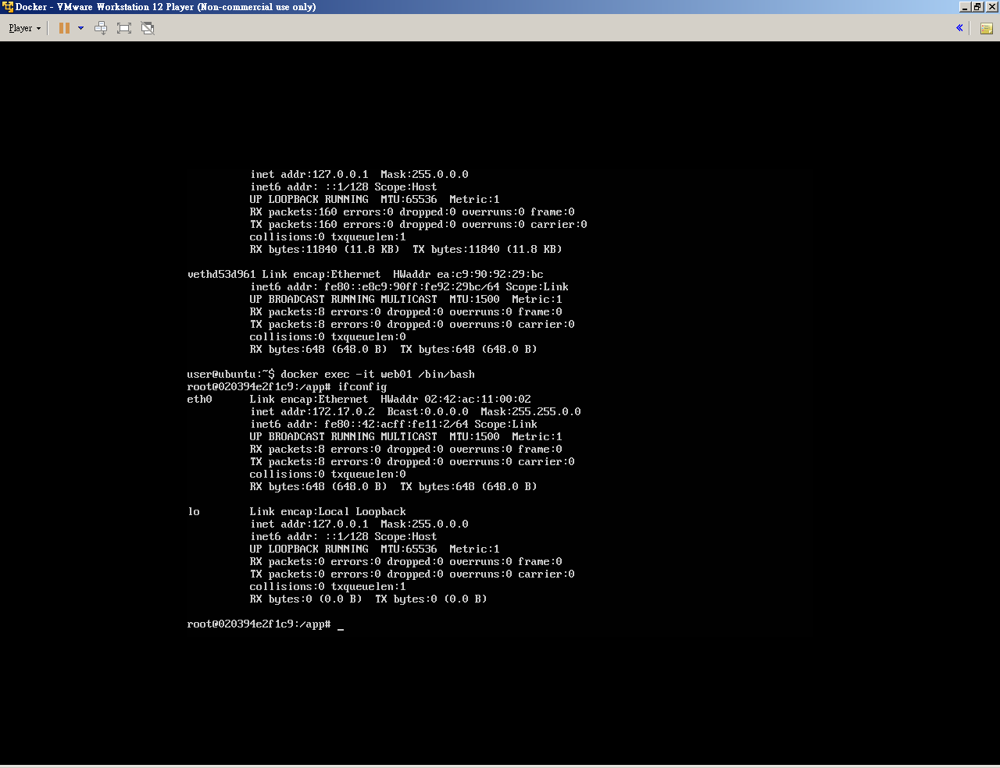 Docker - VMware Workstation 12 Player (Non-commercial use only)
Player
inet addr:127.0.0.1  Mask:255.0.0.0
inet6 addr: ::1/128 Scope:Host
UP LOOPBACK RUNNING  MTU:65536  Metric:1
RX packets:160 errors:0 dropped:0 overruns:0 frame:0
TX packets:160 errors:0 dropped:0 overruns:0 carrier:0
collisions:0 txqueuelen:1
RX bytes:11840 (11.8 KB)  TX bytes:11840 (11.8 KB)
vethd53d961 Link encap:Ethernet  HWaddr ea:c9:90:92:29:bc
inet6 addr: fe80::e8c9:90ff:fe92:29bc/64 Scope:Link
UP BROADCAST RUNNING MULTICAST  MTU:1500  Metric:1
RX packets:8 errors:0 dropped:0 overruns:0 frame:0
TX packets:8 errors:0 dropped:0 overruns:0 carrier:0
collisions:0 txqueuelen:0
RX bytes:648 (648.0 B)  TX bytes:648 (648.0 B)
user@ubuntu:~$ docker exec -it web01 /bin/bash
root@020394e2f1c9:/app# ifconfig
eth0      Link encap:Ethernet  HWaddr 02:42:ac:11:00:02
inet addr:172.17.0.2  Bcast:0.0.0.0  Mask:255.255.0.0
inet6 addr: fe80::42:acff:fe11:2/64 Scope:Link
UP BROADCAST RUNNING MULTICAST  MTU:1500  Metric:1
RX packets:8 errors:0 dropped:0 overruns:0 frame:0
TX packets:8 errors:0 dropped:0 overruns:0 carrier:0
collisions:0 txqueuelen:0
RX bytes:648 (648.0 B)  TX bytes:648 (648.0 B)
lo        Link encap:Local Loopback
inet addr:127.0.0.1  Mask:255.0.0.0
inet6 addr: ::1/128 Scope:Host
UP LOOPBACK RUNNING  MTU:65536  Metric:1
RX packets:0 errors:0 dropped:0 overruns:0 frame:0
TX packets:0 errors:0 dropped:0 overruns:0 carrier:0
collisions:0 txqueuelen:1
RX bytes:0 (0.0 B)  TX bytes:0 (0.0 B)
root@020394e2f1c9:/app# _